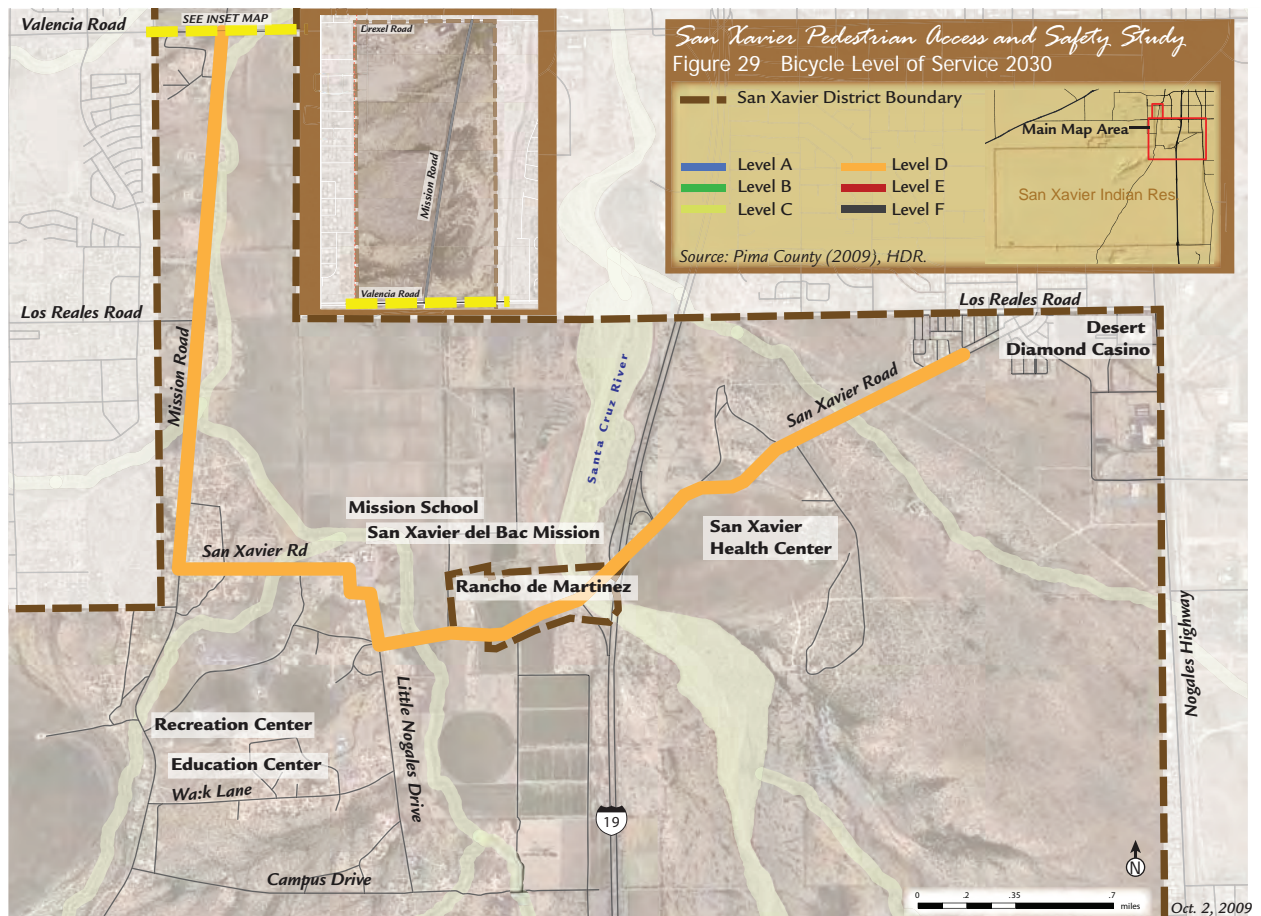 Valencia Road
SEE INSET MAP
Drexel Road
Mission Road
Valencia Road
San Xavier Pedestrian Access and Safety Study
Figure 29 Bicycle Level of Service 2030
San Xavier District Boundary
Main Map Area
Level A
Level D
Level B
Level E
Level C
Level F
San Xavier Indian Res
Source: Pima County (2009), HDR.
Los Reales Road
Los Reales Road
Desert
Diamond Casino
Mission Road
Santa Cruz River
San Xavier Road
Mission School
San Xavier del Bac Mission
San Xavier
Health Center
San Xavier Rd
Rancho de Martinez
Nogales Highway
Little Nogales Drive
Recreation Center
Education Center
Wa:k Lane
19
Campus Drive
N
0 .2 .35 .7
miles
Oct. 2, 2009